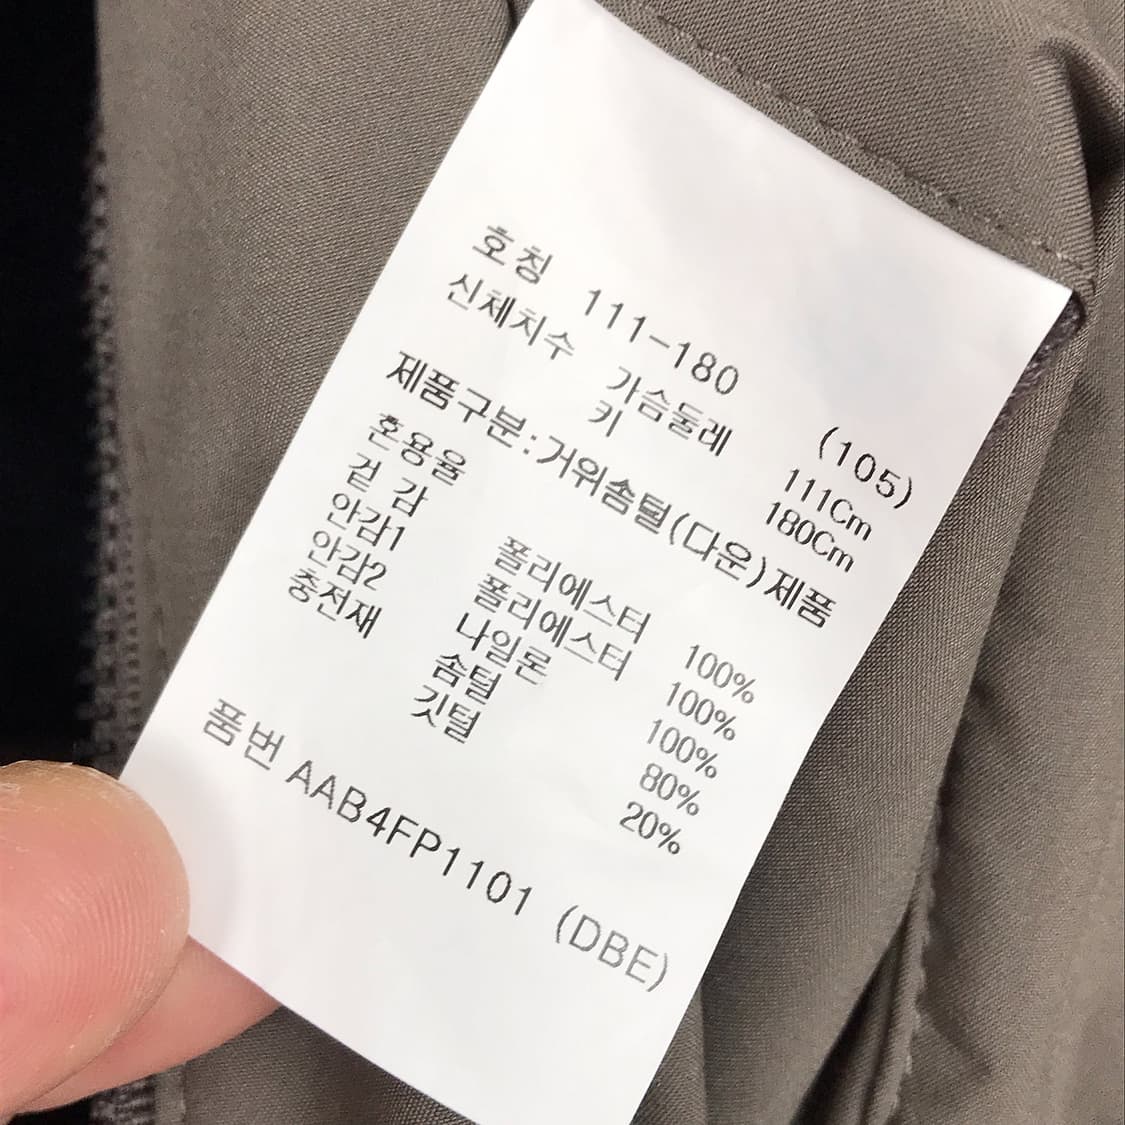 호칭 111-180 (105)
신체치수 가슴둘레 111Cm
키 180Cm
제품구분:거위솜털(다운)제품
혼용율
겉 감 폴리에스터 100%
안감1 폴리에스터 100%
안감2 나일론 100%
충전재 솜털 80%
깃털 20%
품번 AAB4FP1101 (DBE)